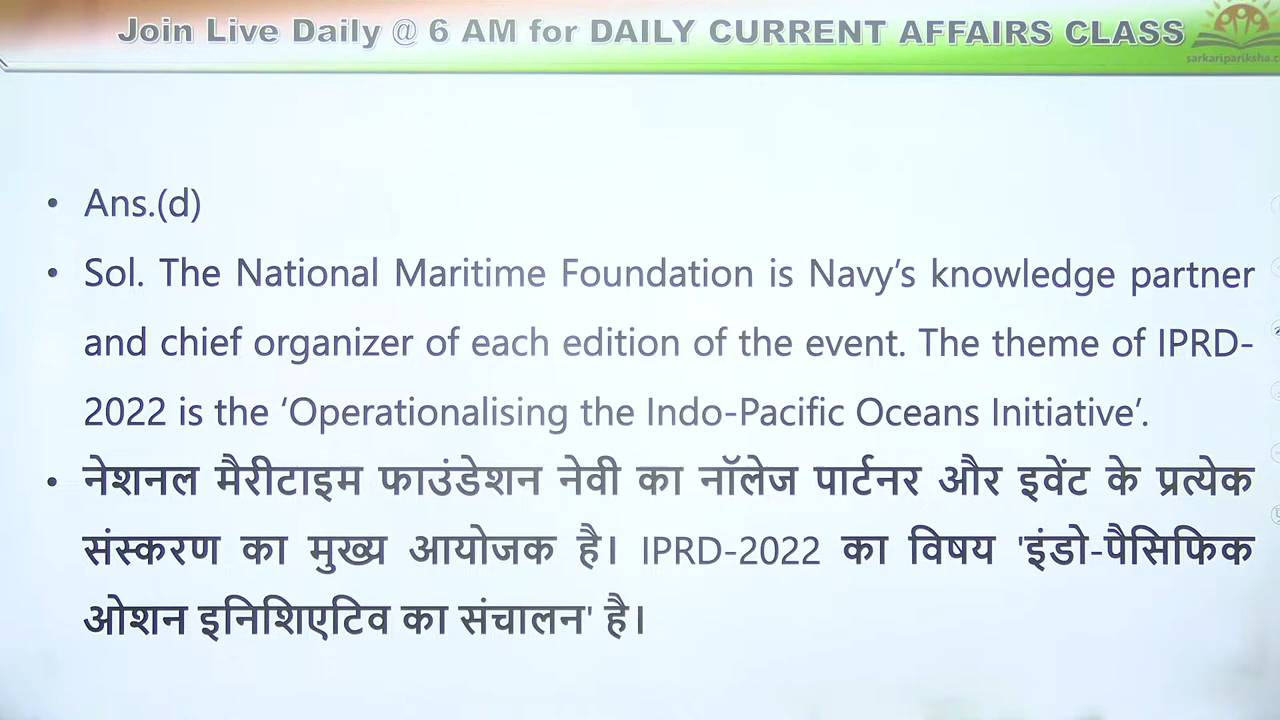 Join Live Daily @ 6 AM for DAILY CURRENT AFFAIRS CLASS
• Ans.(d)
• Sol. The National Maritime Foundation is Navy’s knowledge partner
and chief organizer of each edition of the event. The theme of IPRD-
2022 is the ‘Operationalising the Indo-Pacific Oceans Initiative’.
• नेशनल मैरीटाइम फाउंडेशन नेवी का नॉलेज पार्टनर और इवेंट के प्रत्येक
संस्करण का मुख्य आयोजक है। IPRD-2022 का विषय 'इंडो-पैसिफिक
ओशन इनिशिएटिव का संचालन' है।